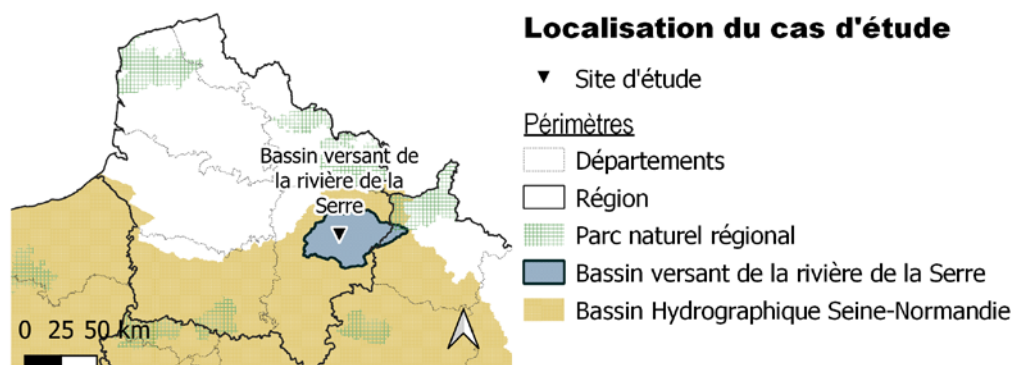 Localisation du cas d'étude
Site d'étude
Périmètres
Départements
Région
Parc naturel régional
Bassin versant de la rivière de la Serre
Bassin Hydrographique Seine-Normandie
Bassin versant de
la rivière de la
Serre
0 25 50 km